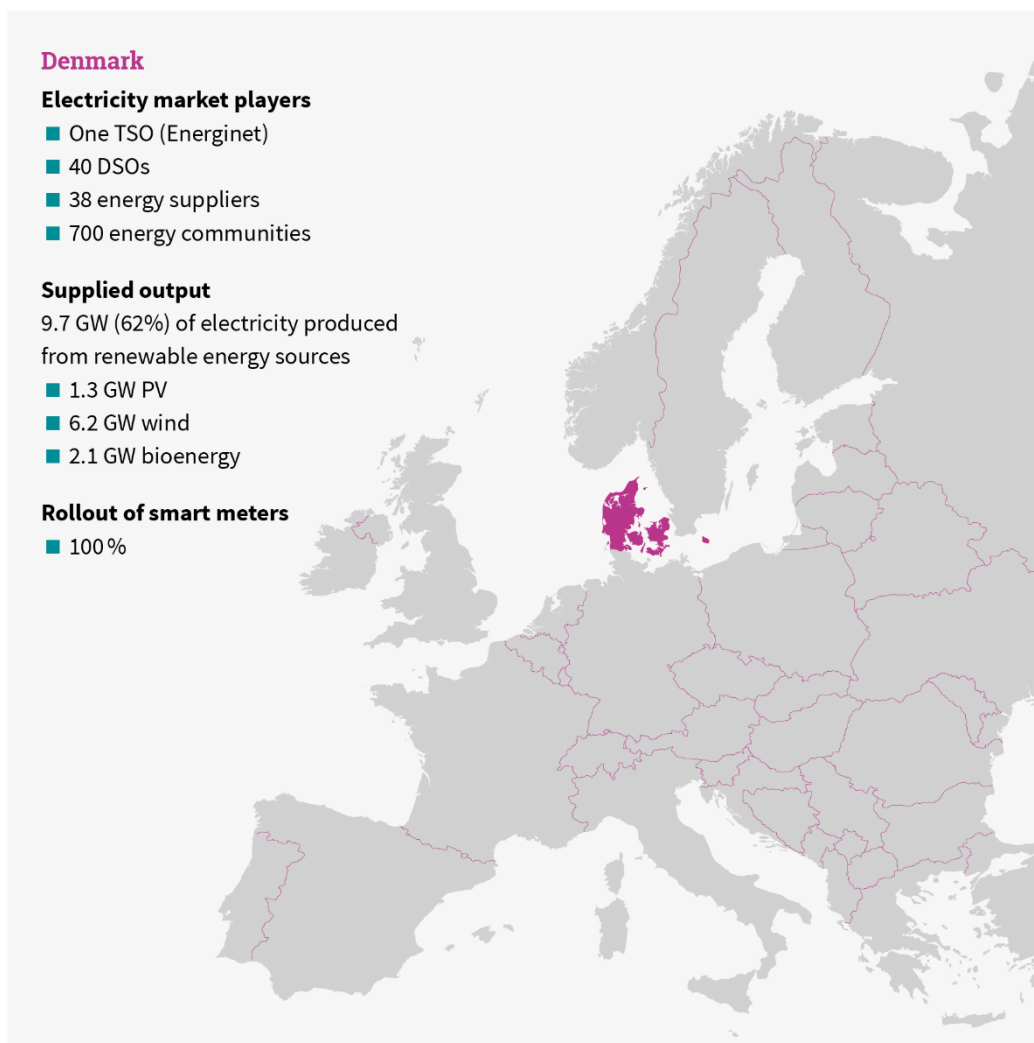 Denmark
Electricity market players
One TSO (Energinet)
40 DSOs
38 energy suppliers
700 energy communities
Supplied output
9.7 GW (62%) of electricity produced
from renewable energy sources
1.3 GW PV
6.2 GW wind
2.1 GW bioenergy
Rollout of smart meters
100 %